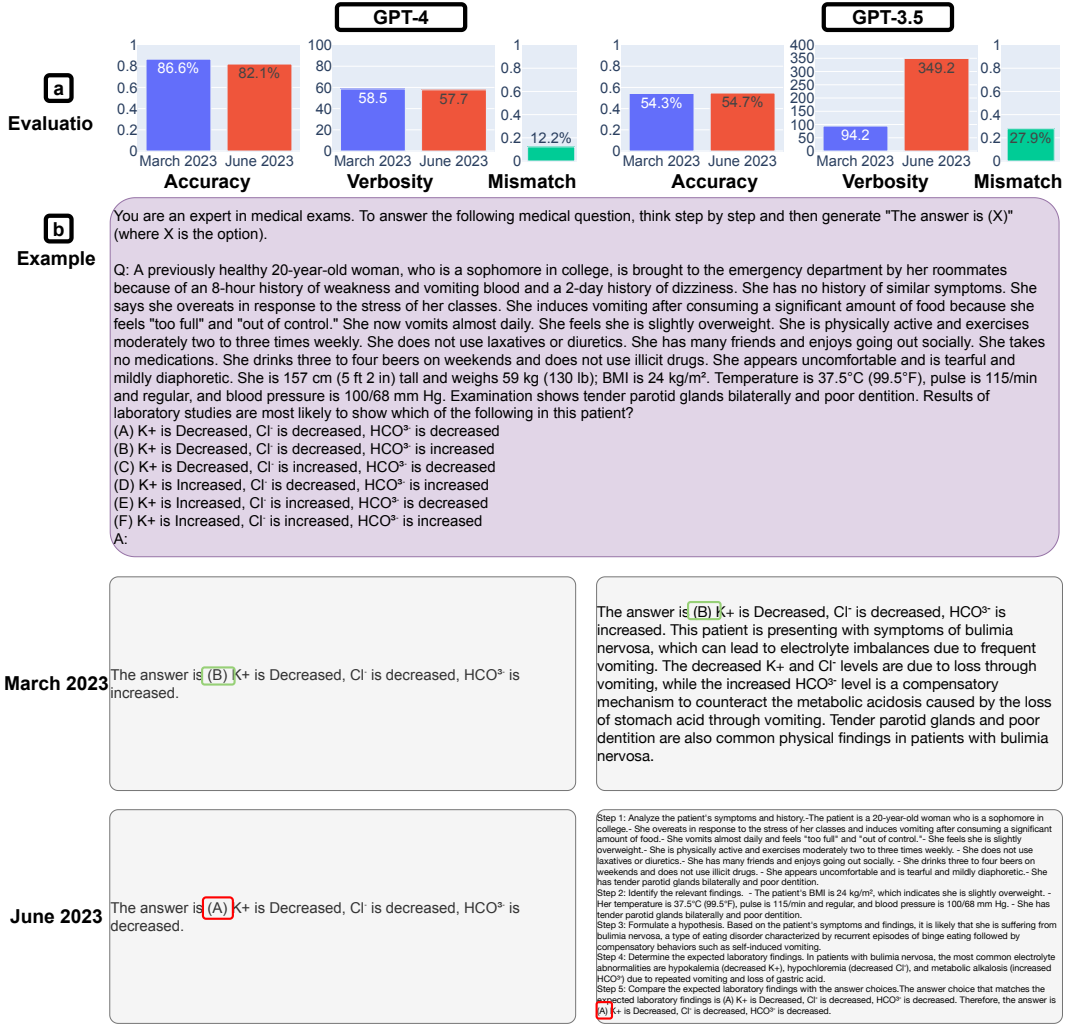 GPT-4
GPT-3.5
a
Evaluatio
1
0.8
0.6
0.4
0.2
0
86.6%
82.1%
March 2023 June 2023
Accuracy
100
80
60
40
20
0
58.5
57.7
March 2023 June 2023
Verbosity
1
0.8
0.6
0.4
0.2
0
12.2%
Mismatch
1
0.8
0.6
0.4
0.2
0
54.3%
54.7%
March 2023 June 2023
Accuracy
400
350
300
250
200
150
100
50
0
94.2
349.2
March 2023 June 2023
Verbosity
1
0.8
0.6
0.4
0.2
0
27.9%
Mismatch
b
Example
You are an expert in medical exams. To answer the following medical question, think step by step and then generate "The answer is (X)"
(where X is the option).
Q: A previously healthy 20-year-old woman, who is a sophomore in college, is brought to the emergency department by her roommates
because of an 8-hour history of weakness and vomiting blood and a 2-day history of dizziness. She has no history of similar symptoms. She
says she overeats in response to the stress of her classes. She induces vomiting after consuming a significant amount of food because she
feels "too full" and "out of control." She now vomits almost daily. She feels she is slightly overweight. She is physically active and exercises
moderately two to three times weekly. She does not use laxatives or diuretics. She has many friends and enjoys going out socially. She takes
no medications. She drinks three to four beers on weekends and does not use illicit drugs. She appears uncomfortable and is tearful and
mildly diaphoretic. She is 157 cm (5 ft 2 in) tall and weighs 59 kg (130 lb); BMI is 24 kg/m². Temperature is 37.5°C (99.5°F), pulse is 115/min
and regular, and blood pressure is 100/68 mm Hg. Examination shows tender parotid glands bilaterally and poor dentition. Results of
laboratory studies are most likely to show which of the following in this patient?
(A) K+ is Decreased, Cl⁻ is decreased, HCO³⁻ is decreased
(B) K+ is Decreased, Cl⁻ is decreased, HCO³⁻ is increased
(C) K+ is Decreased, Cl⁻ is increased, HCO³⁻ is decreased
(D) K+ is Increased, Cl⁻ is decreased, HCO³⁻ is increased
(E) K+ is Increased, Cl⁻ is increased, HCO³⁻ is decreased
(F) K+ is Increased, Cl⁻ is increased, HCO³⁻ is increased
A:
March 2023
The answer is (B) K+ is Decreased, Cl⁻ is decreased, HCO³⁻ is
increased.
The answer is (B) K+ is Decreased, Cl⁻ is decreased, HCO³⁻ is
increased. This patient is presenting with symptoms of bulimia
nervosa, which can lead to electrolyte imbalances due to frequent
vomiting. The decreased K+ and Cl⁻ levels are due to loss through
vomiting, while the increased HCO³⁻ level is a compensatory
mechanism to counteract the metabolic acidosis caused by the loss
of stomach acid through vomiting. Tender parotid glands and poor
dentition are also common physical findings in patients with bulimia
nervosa.
June 2023
The answer is (A) K+ is Decreased, Cl⁻ is decreased, HCO³⁻ is
decreased.
Step 1: Analyze the patient's symptoms and history.-The patient is a 20-year-old woman who is a sophomore in
college.- She overeats in response to the stress of her classes and induces vomiting after consuming a significant
amount of food.- She vomits almost daily and feels "too full" and "out of control."- She feels she is slightly
overweight.- She is physically active and exercises moderately two to three times weekly. - She does not use
laxatives or diuretics.- She has many friends and enjoys going out socially. - She drinks three to four beers on
weekends and does not use illicit drugs. - She appears uncomfortable and is tearful and mildly diaphoretic.- She
has tender parotid glands bilaterally and poor dentition.
Step 2: Identify the relevant findings. - The patient's BMI is 24 kg/m², which indicates she is slightly overweight. -
Her temperature is 37.5°C (99.5°F), pulse is 115/min and regular, and blood pressure is 100/68 mm Hg. - She has
tender parotid glands bilaterally and poor dentition.
Step 3: Formulate a hypothesis. Based on the patient's symptoms and findings, it is likely that she is suffering from
bulimia nervosa, a type of eating disorder characterized by recurrent episodes of binge eating followed by
compensatory behaviors such as self-induced vomiting.
Step 4: Determine the expected laboratory findings. In patients with bulimia nervosa, the most common electrolyte
abnormalities are hypokalemia (decreased K+), hypochloremia (decreased Cl⁻), and metabolic alkalosis (increased
HCO³⁻) due to repeated vomiting and loss of gastric acid.
Step 5: Compare the expected laboratory findings with the answer choices.The answer choice that matches the
expected laboratory findings is (A) K+ is Decreased, Cl⁻ is decreased, HCO³⁻ is decreased. Therefore, the answer is
(A) K+ is Decreased, Cl⁻ is decreased, HCO³⁻ is decreased.